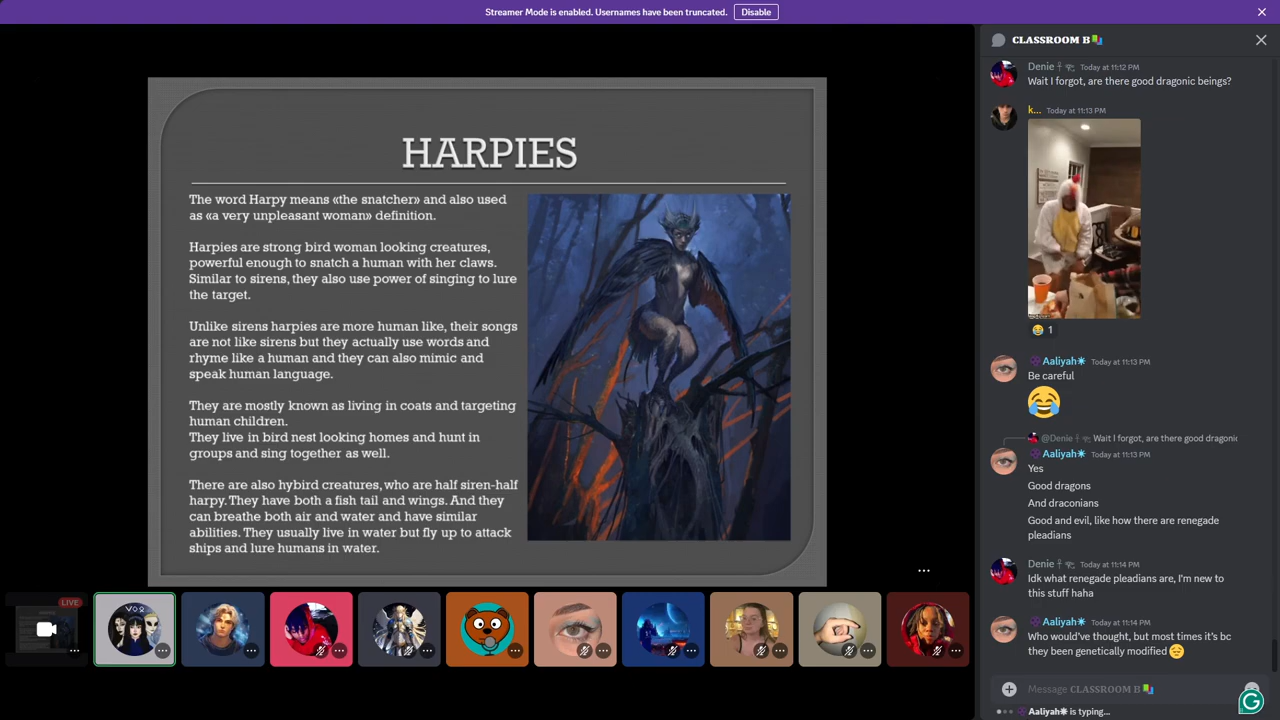 Streamer Mode is enabled. Usernames have been truncated. Disable
CLASSROOM B
HARPIES
The word Harpy means «the snatcher» and also used
as «a very unpleasant woman» definition.
Harpies are strong bird woman looking creatures,
powerful enough to snatch a human with her claws.
Similar to sirens, they also use power of singing to lure
the target.
Unlike sirens harpies are more human like, their songs
are not like sirens but they actually use words and
rhyme like a human and they can also mimic and
speak human language.
They are mostly known as living in coats and targeting
human children.
They live in bird nest looking homes and hunt in
groups and sing together as well.
There are also hybird creatures, who are half siren-half
harpy. They have both a fish tail and wings. And they
can breathe both air and water and have similar
abilities. They usually live in water but fly up to attack
ships and lure humans in water.
LIVE
VOQ
Denie Today at 11:12 PM
Wait I forgot, are there good dragonic beings?
k... Today at 11:13 PM
1
Aaliyah Today at 11:13 PM
Be careful
@Denie Wait I forgot, are there good dragonic
Aaliyah Today at 11:13 PM
Yes
Good dragons
And draconians
Good and evil, like how there are renegade
pleadians
Denie Today at 11:14 PM
Idk what renegade pleadians are, I'm new to
this stuff haha
Aaliyah Today at 11:14 PM
Who would've thought, but most times it's bc
they been genetically modified
Message CLASSROOM B
Aaliyah is typing...